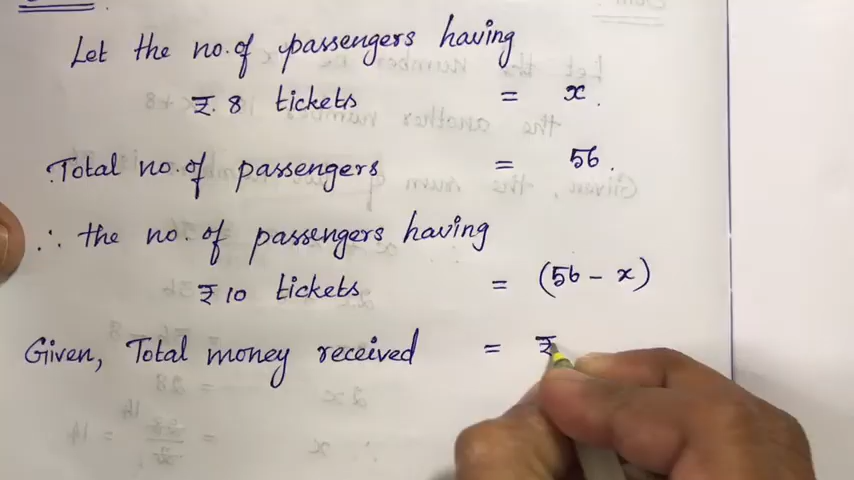 Let the no. of passengers having
₹. 8 tickets = x.
Total no. of passengers = 56.
∴ the no. of passengers having
₹ 10 tickets = (56 - x)
Given, Total money received = ₹